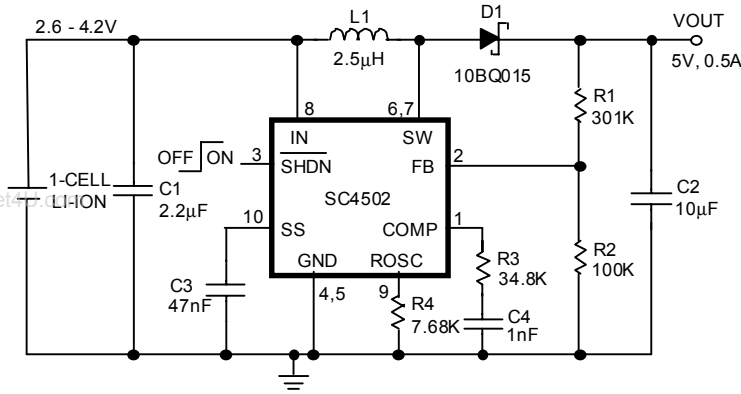 L1
D1
2.6 - 4.2V
2.5μH
10BQ015
VOUT
5V, 0.5A
8
6,7
R1
301K
IN
SW
OFF ON
3
SHDN
FB
2
1-CELL
LI-ION
et4U.com
C1
2.2μF
SC4502
C2
10μF
10
SS
COMP
1
R2
100K
GND
ROSC
R3
34.8K
C3
47nF
4,5
9
R4
7.68K
C4
1nF